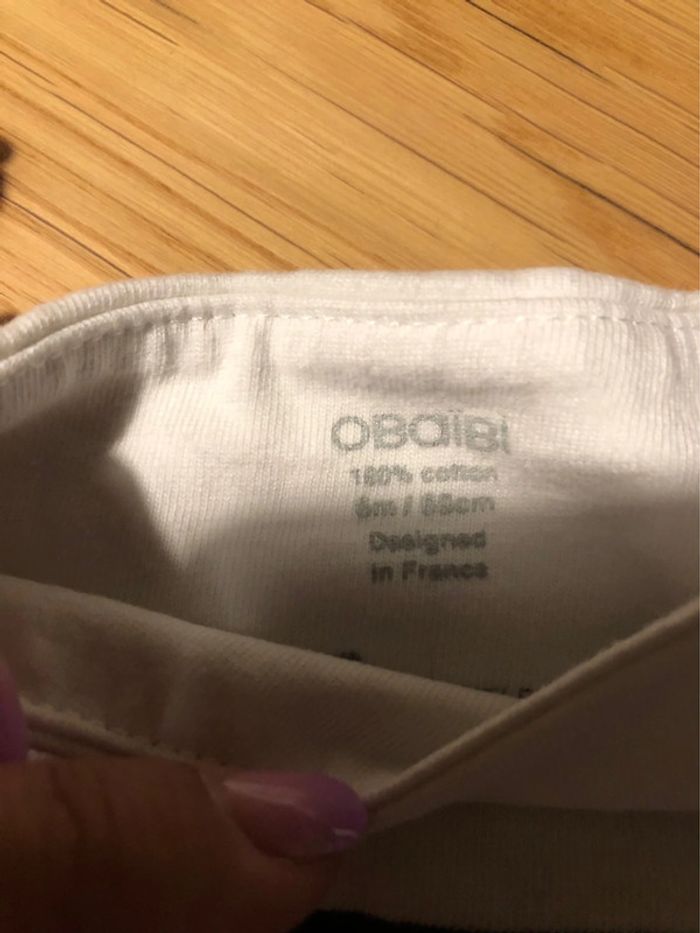 OBaïBI
100% cotton
6m / 68cm
Designed
in France